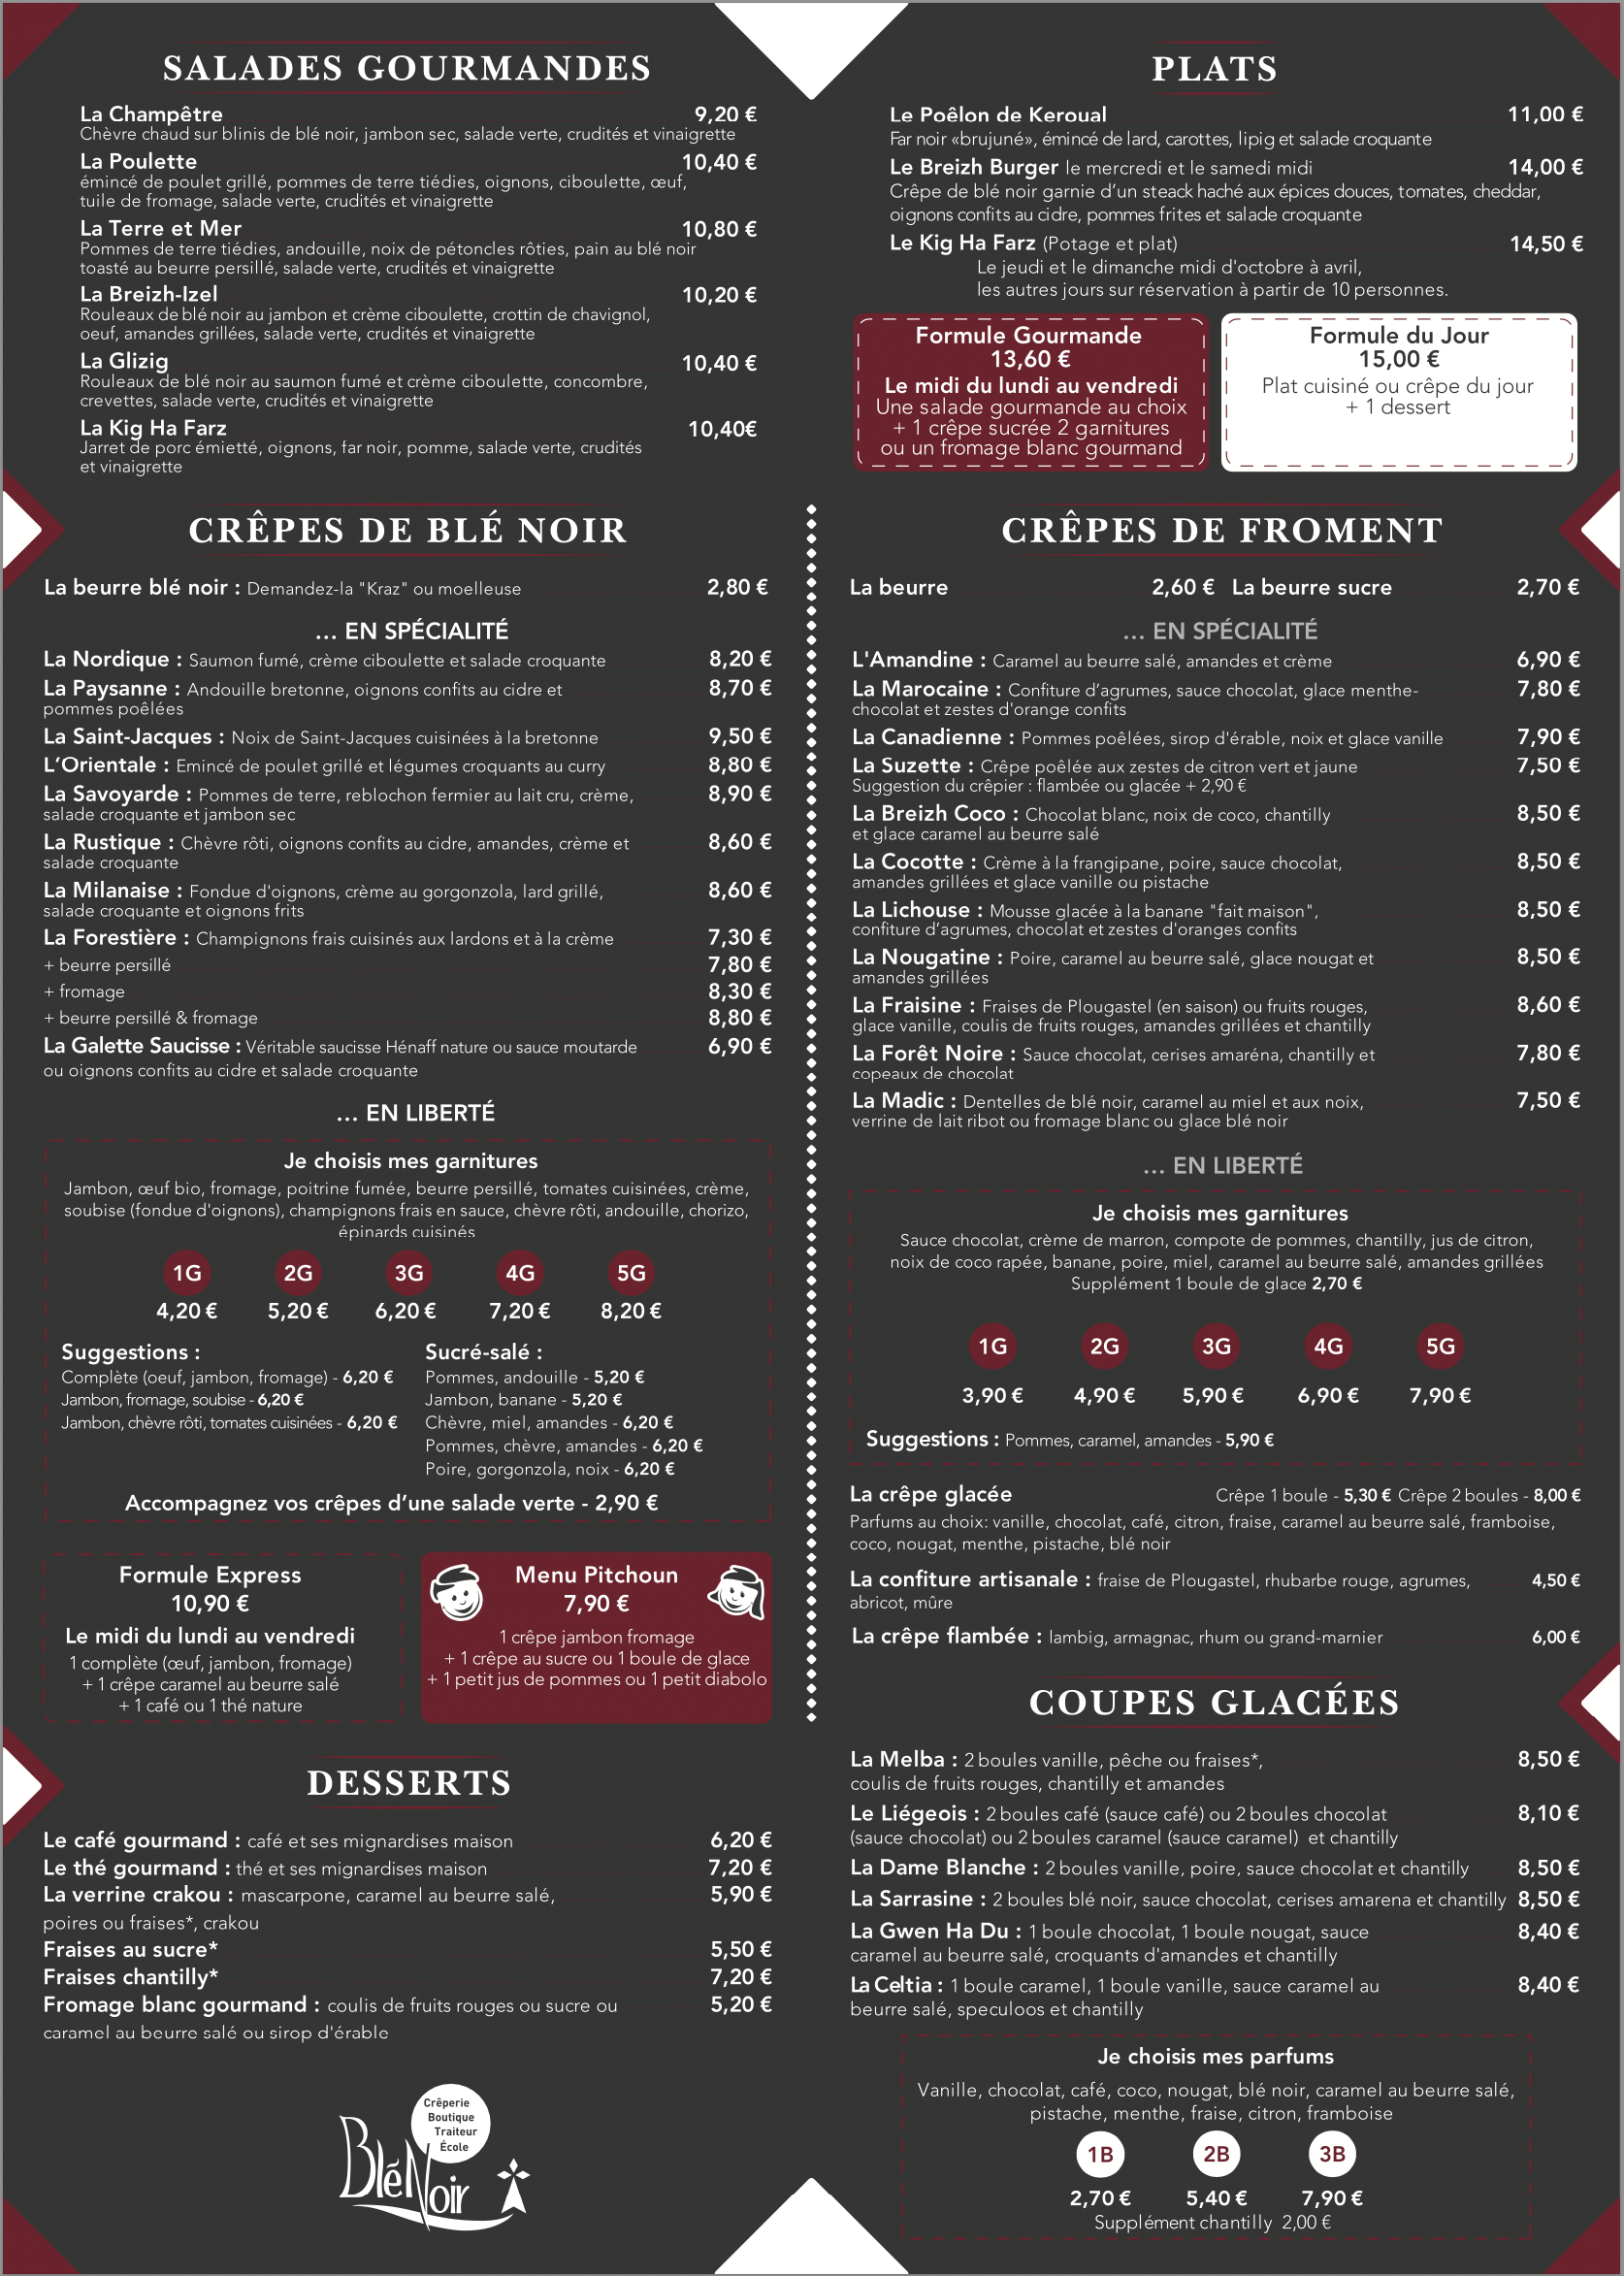 SALADES GOURMANDES
La Champêtre 9,20 €
Chèvre chaud sur blinis de blé noir, jambon sec, salade verte, crudités et vinaigrette
La Poulette 10,40 €
émincé de poulet grillé, pommes de terre tiédies, oignons, ciboulette, œuf,
tuile de fromage, salade verte, crudités et vinaigrette
La Terre et Mer 10,80 €
Pommes de terre tiédies, andouille, noix de pétoncles rôties, pain au blé noir
toasté au beurre persillé, salade verte, crudités et vinaigrette
La Breizh-Izel 10,20 €
Rouleaux de blé noir au jambon et crème ciboulette, crottin de chavignol,
oeuf, amandes grillées, salade verte, crudités et vinaigrette
La Glizig 10,40 €
Rouleaux de blé noir au saumon fumé et crème ciboulette, concombre,
crevettes, salade verte, crudités et vinaigrette
La Kig Ha Farz 10,40€
Jarret de porc émietté, oignons, far noir, pomme, salade verte, crudités
et vinaigrette
PLATS
Le Poêlon de Keroual 11,00 €
Far noir «brujuné», émincé de lard, carottes, lipig et salade croquante
Le Breizh Burger le mercredi et le samedi midi 14,00 €
Crêpe de blé noir garnie d’un steack haché aux épices douces, tomates, cheddar,
oignons confits au cidre, pommes frites et salade croquante
Le Kig Ha Farz (Potage et plat) 14,50 €
Le jeudi et le dimanche midi d'octobre à avril,
les autres jours sur réservation à partir de 10 personnes.
Formule Gourmande
13,60 €
Le midi du lundi au vendredi
Une salade gourmande au choix
+ 1 crêpe sucrée 2 garnitures
ou un fromage blanc gourmand
Formule du Jour
15,00 €
Plat cuisiné ou crêpe du jour
+ 1 dessert
CRÊPES DE BLÉ NOIR
La beurre blé noir : Demandez-la "Kraz" ou moelleuse 2,80 €
... EN SPÉCIALITÉ
La Nordique : Saumon fumé, crème ciboulette et salade croquante 8,20 €
La Paysanne : Andouille bretonne, oignons confits au cidre et 8,70 €
pommes poêlées
La Saint-Jacques : Noix de Saint-Jacques cuisinées à la bretonne 9,50 €
L’Orientale : Emincé de poulet grillé et légumes croquants au curry 8,80 €
La Savoyarde : Pommes de terre, reblochon fermier au lait cru, crème, 8,90 €
salade croquante et jambon sec
La Rustique : Chèvre rôti, oignons confits au cidre, amandes, crème et 8,60 €
salade croquante
La Milanaise : Fondue d'oignons, crème au gorgonzola, lard grillé, 8,60 €
salade croquante et oignons frits
La Forestière : Champignons frais cuisinés aux lardons et à la crème 7,30 €
+ beurre persillé 7,80 €
+ fromage 8,30 €
+ beurre persillé & fromage 8,80 €
La Galette Saucisse : Véritable saucisse Hénaff nature ou sauce moutarde 6,90 €
ou oignons confits au cidre et salade croquante
... EN LIBERTÉ
Je choisis mes garnitures
Jambon, œuf bio, fromage, poitrine fumée, beurre persillé, tomates cuisinées, crème,
soubise (fondue d'oignons), champignons frais en sauce, chèvre rôti, andouille, chorizo,
épinards cuisinés
1G 2G 3G 4G 5G
4,20 € 5,20 € 6,20 € 7,20 € 8,20 €
Suggestions :
Complète (oeuf, jambon, fromage) - 6,20 €
Jambon, fromage, soubise - 6,20 €
Jambon, chèvre rôti, tomates cuisinées - 6,20 €
Sucré-salé :
Pommes, andouille - 5,20 €
Jambon, banane - 5,20 €
Chèvre, miel, amandes - 6,20 €
Pommes, chèvre, amandes - 6,20 €
Poire, gorgonzola, noix - 6,20 €
Accompagnez vos crêpes d’une salade verte - 2,90 €
Formule Express
10,90 €
Le midi du lundi au vendredi
1 complète (œuf, jambon, fromage)
+ 1 crêpe caramel au beurre salé
+ 1 café ou 1 thé nature
Menu Pitchoun
7,90 €
1 crêpe jambon fromage
+ 1 crêpe au sucre ou 1 boule de glace
+ 1 petit jus de pommes ou 1 petit diabolo
DESSERTS
Le café gourmand : café et ses mignardises maison 6,20 €
Le thé gourmand : thé et ses mignardises maison 7,20 €
La verrine crakou : mascarpone, caramel au beurre salé, 5,90 €
poires ou fraises*, crakou
Fraises au sucre* 5,50 €
Fraises chantilly* 7,20 €
Fromage blanc gourmand : coulis de fruits rouges ou sucre ou 5,20 €
caramel au beurre salé ou sirop d'érable
Crêperie
Boutique
Traiteur
École
Blé Noir
CRÊPES DE FROMENT
La beurre 2,60 € La beurre sucre 2,70 €
... EN SPÉCIALITÉ
L'Amandine : Caramel au beurre salé, amandes et crème 6,90 €
La Marocaine : Confiture d’agrumes, sauce chocolat, glace menthe- 7,80 €
chocolat et zestes d'orange confits
La Canadienne : Pommes poêlées, sirop d'érable, noix et glace vanille 7,90 €
La Suzette : Crêpe poêlée aux zestes de citron vert et jaune 7,50 €
Suggestion du crêpier : flambée ou glacée + 2,90 €
La Breizh Coco : Chocolat blanc, noix de coco, chantilly 8,50 €
et glace caramel au beurre salé
La Cocotte : Crème à la frangipane, poire, sauce chocolat, 8,50 €
amandes grillées et glace vanille ou pistache
La Lichouse : Mousse glacée à la banane "fait maison", 8,50 €
confiture d’agrumes, chocolat et zestes d'oranges confits
La Nougatine : Poire, caramel au beurre salé, glace nougat et 8,50 €
amandes grillées
La Fraisine : Fraises de Plougastel (en saison) ou fruits rouges, 8,60 €
glace vanille, coulis de fruits rouges, amandes grillées et chantilly
La Forêt Noire : Sauce chocolat, cerises amaréna, chantilly et 7,80 €
copeaux de chocolat
La Madic : Dentelles de blé noir, caramel au miel et aux noix, 7,50 €
verrine de lait ribot ou fromage blanc ou glace blé noir
... EN LIBERTÉ
Je choisis mes garnitures
Sauce chocolat, crème de marron, compote de pommes, chantilly, jus de citron,
noix de coco rapée, banane, poire, miel, caramel au beurre salé, amandes grillées
Supplément 1 boule de glace 2,70 €
1G 2G 3G 4G 5G
3,90 € 4,90 € 5,90 € 6,90 € 7,90 €
Suggestions : Pommes, caramel, amandes - 5,90 €
La crêpe glacée Crêpe 1 boule - 5,30 € Crêpe 2 boules - 8,00 €
Parfums au choix: vanille, chocolat, café, citron, fraise, caramel au beurre salé, framboise,
coco, nougat, menthe, pistache, blé noir
La confiture artisanale : fraise de Plougastel, rhubarbe rouge, agrumes, 4,50 €
abricot, mûre
La crêpe flambée : lambig, armagnac, rhum ou grand-marnier 6,00 €
COUPES GLACÉES
La Melba : 2 boules vanille, pêche ou fraises*, 8,50 €
coulis de fruits rouges, chantilly et amandes
Le Liégeois : 2 boules café (sauce café) ou 2 boules chocolat 8,10 €
(sauce chocolat) ou 2 boules caramel (sauce caramel) et chantilly
La Dame Blanche : 2 boules vanille, poire, sauce chocolat et chantilly 8,50 €
La Sarrasine : 2 boules blé noir, sauce chocolat, cerises amarena et chantilly 8,50 €
La Gwen Ha Du : 1 boule chocolat, 1 boule nougat, sauce 8,40 €
caramel au beurre salé, croquants d'amandes et chantilly
La Celtia : 1 boule caramel, 1 boule vanille, sauce caramel au 8,40 €
beurre salé, speculoos et chantilly
Je choisis mes parfums
Vanille, chocolat, café, coco, nougat, blé noir, caramel au beurre salé,
pistache, menthe, fraise, citron, framboise
1B 2B 3B
2,70 € 5,40 € 7,90 €
Supplément chantilly 2,00 €